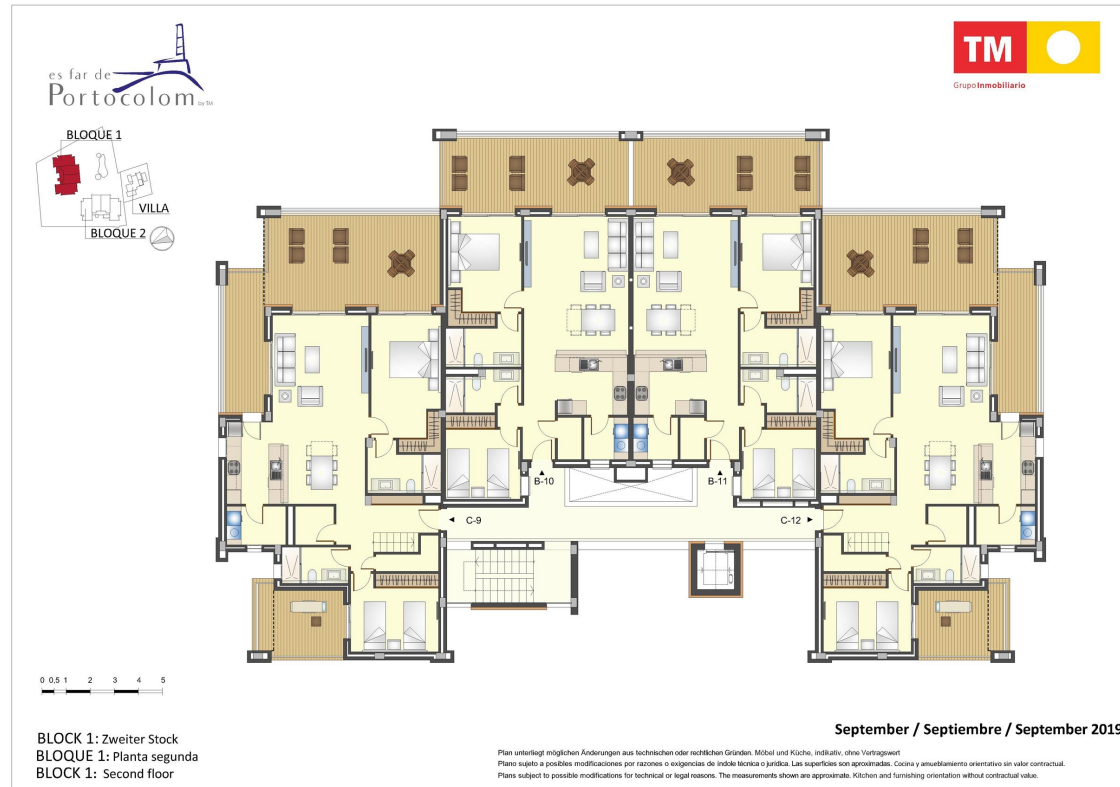 es far de
Portocolom by TM
TM
Grupo Inmobiliario
BLOQUE 1
VILLA
BLOQUE 2
B-10
B-11
C-9
C-12
0 0,5 1 2 3 4 5
BLOCK 1: Zweiter Stock
BLOQUE 1: Planta segunda
BLOCK 1: Second floor
September / Septiembre / September 2019
Plan unterliegt möglichen Änderungen aus technischen oder rechtlichen Gründen. Möbel und Küche, indikativ, ohne Vertragswert
Plano sujeto a posibles modificaciones por razones o exigencias de indole técnica o jurídica. Las superficies son aproximadas. Cocina y amueblamiento orientativo sin valor contractual.
Plans subject to possible modifications for technical or legal reasons. The measurements shown are approximate. Kitchen and furnishing orientation without contractual value.